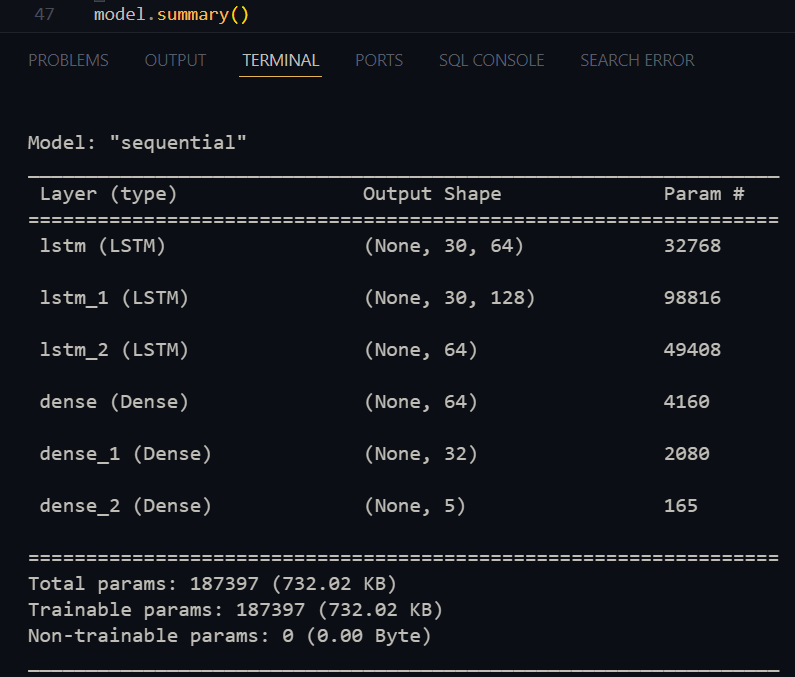 47 model.summary()
PROBLEMS OUTPUT TERMINAL PORTS SQL CONSOLE SEARCH ERROR
Model: "sequential"
_________________________________________________________________
Layer (type) Output Shape Param #
=================================================================
lstm (LSTM) (None, 30, 64) 32768
lstm_1 (LSTM) (None, 30, 128) 98816
lstm_2 (LSTM) (None, 64) 49408
dense (Dense) (None, 64) 4160
dense_1 (Dense) (None, 32) 2080
dense_2 (Dense) (None, 5) 165
=================================================================
Total params: 187397 (732.02 KB)
Trainable params: 187397 (732.02 KB)
Non-trainable params: 0 (0.00 Byte)
_________________________________________________________________